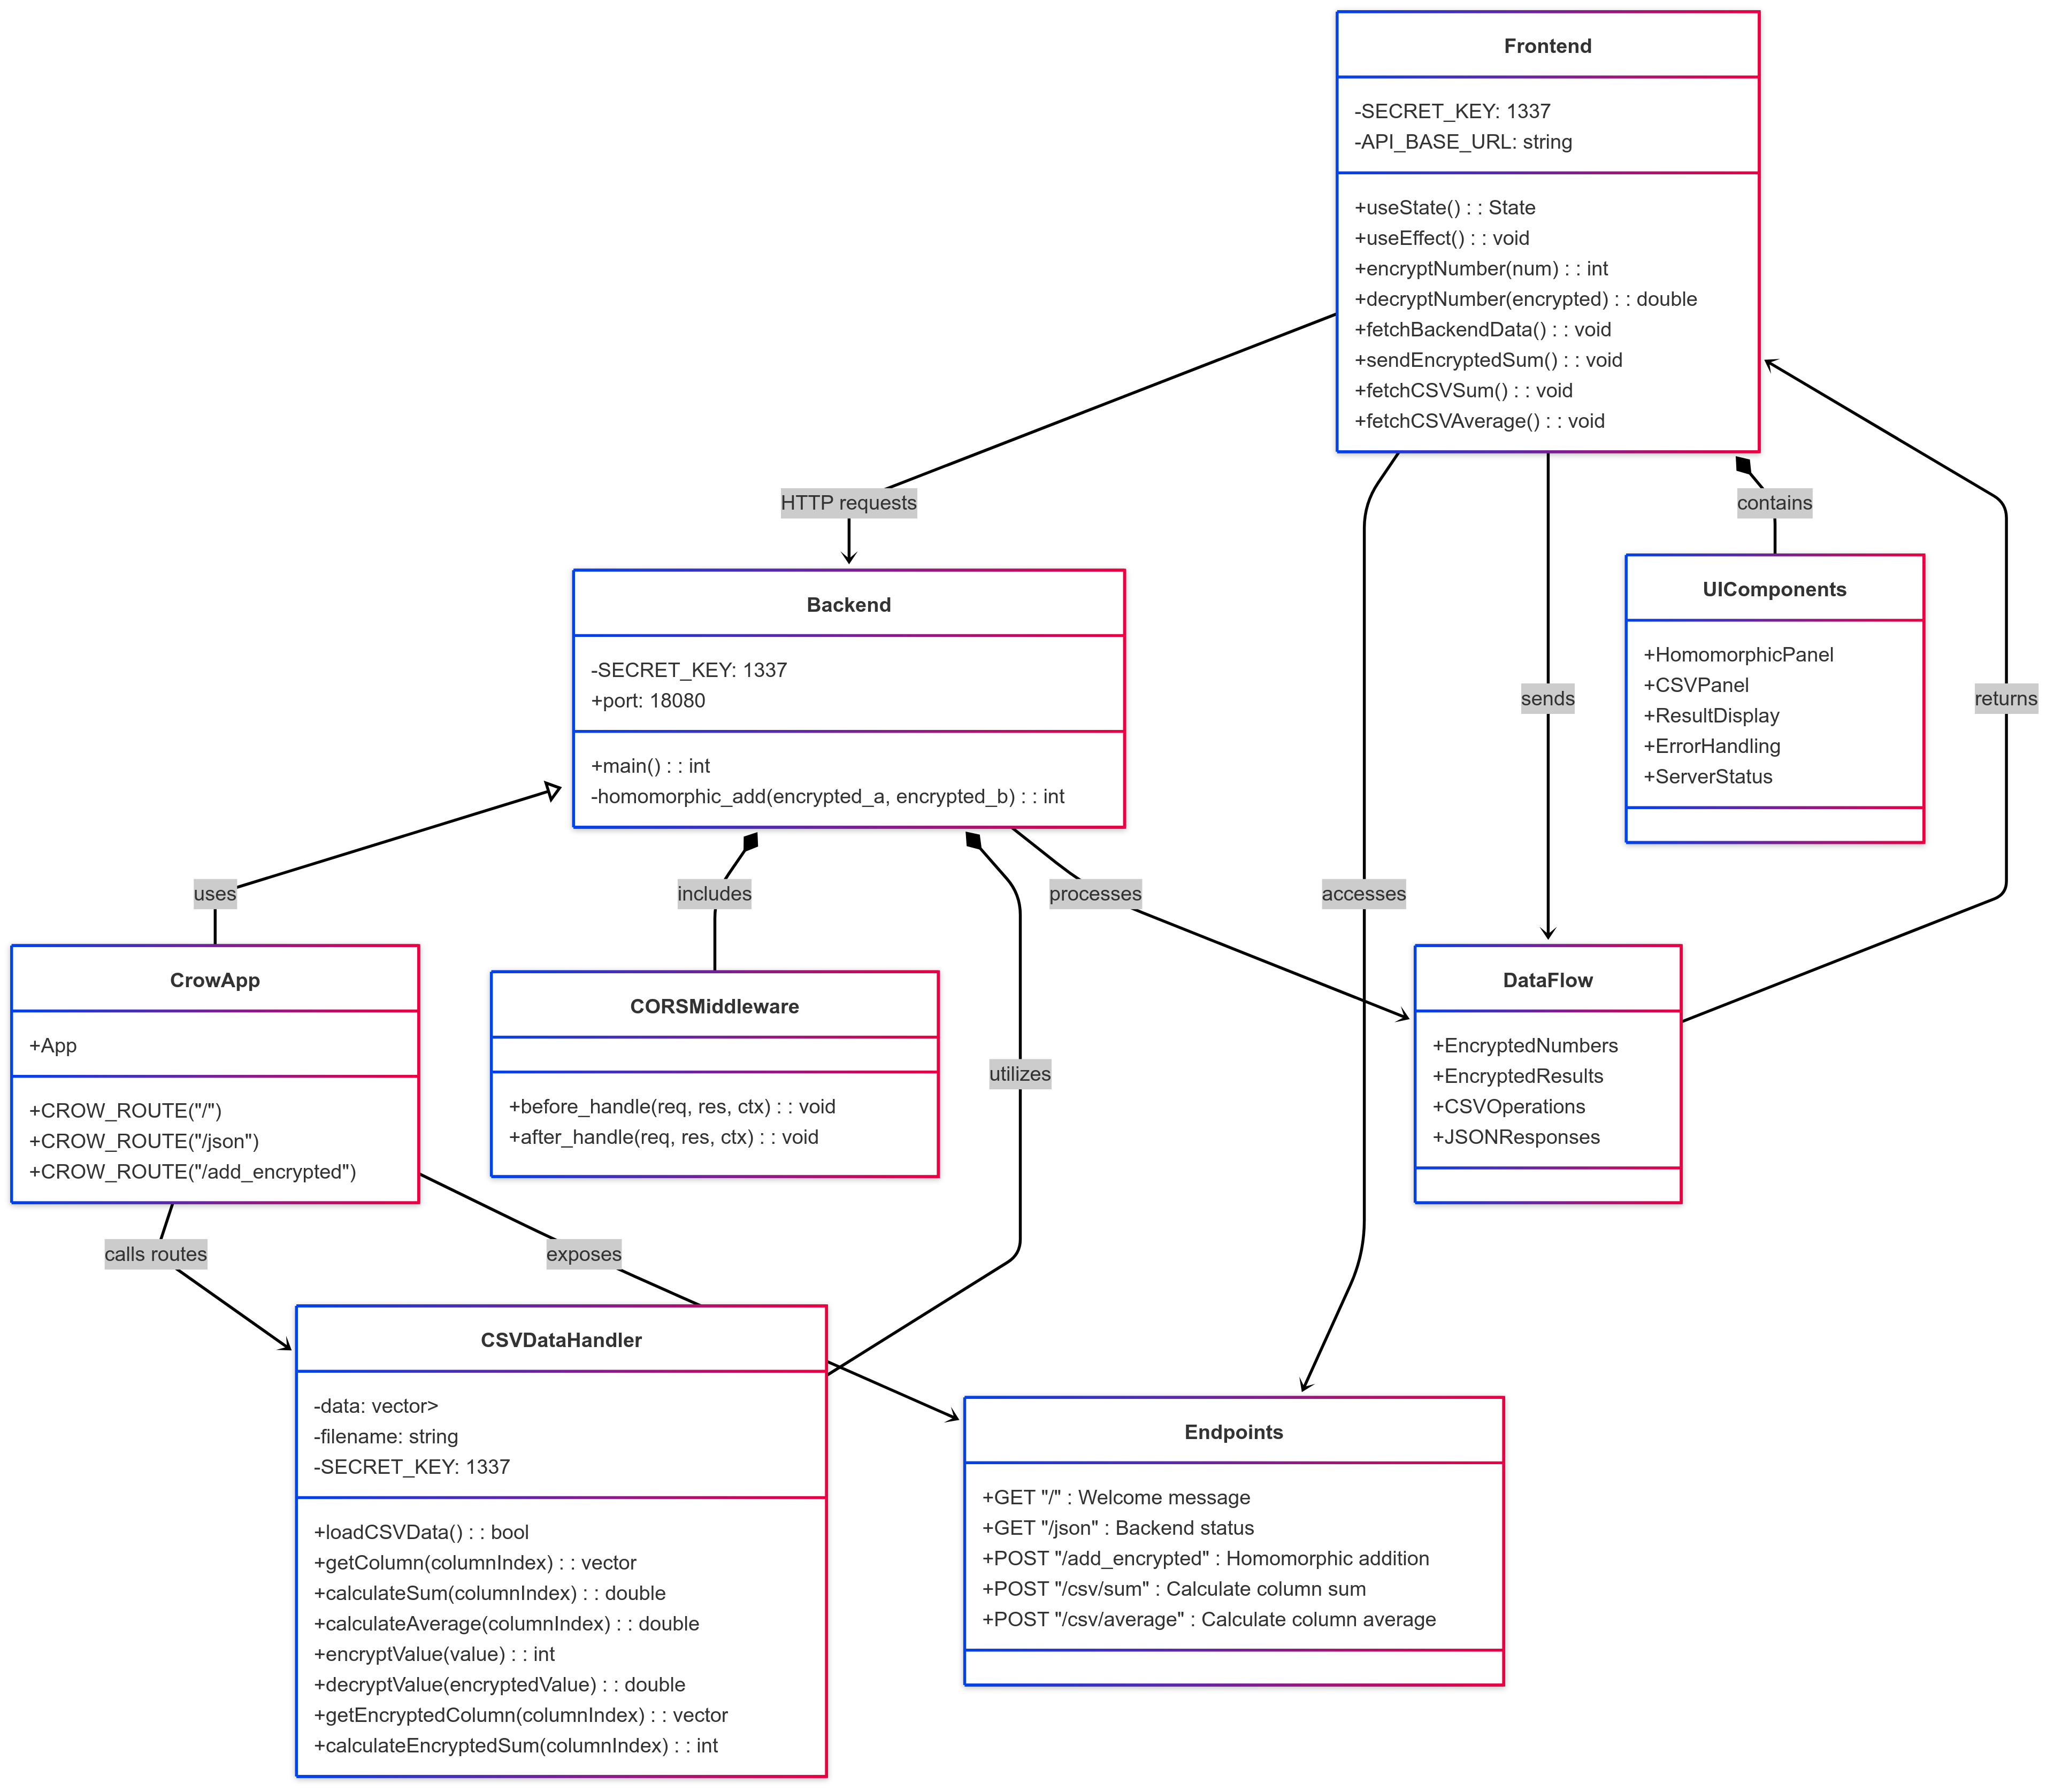 Frontend
-SECRET_KEY: 1337
-API_BASE_URL: string
+useState() : : State
+useEffect() : : void
+encryptNumber(num) : : int
+decryptNumber(encrypted) : : double
+fetchBackendData() : : void
+sendEncryptedSum() : : void
+fetchCSVSum() : : void
+fetchCSVAverage() : : void
HTTP requests
contains
Backend
-SECRET_KEY: 1337
+port: 18080
+main() : : int
-homomorphic_add(encrypted_a, encrypted_b) : : int
UIComponents
+HomomorphicPanel
+CSVPanel
+ResultDisplay
+ErrorHandling
+ServerStatus
sends
returns
uses
includes
processes
accesses
CrowApp
+App
+CROW_ROUTE("/")
+CROW_ROUTE("/json")
+CROW_ROUTE("/add_encrypted")
CORSMiddleware
+before_handle(req, res, ctx) : : void
+after_handle(req, res, ctx) : : void
utilizes
DataFlow
+EncryptedNumbers
+EncryptedResults
+CSVOperations
+JSONResponses
calls routes
exposes
CSVDataHandler
-data: vector>
-filename: string
-SECRET_KEY: 1337
+loadCSVData() : : bool
+getColumn(columnIndex) : : vector
+calculateSum(columnIndex) : : double
+calculateAverage(columnIndex) : : double
+encryptValue(value) : : int
+decryptValue(encryptedValue) : : double
+getEncryptedColumn(columnIndex) : : vector
+calculateEncryptedSum(columnIndex) : : int
Endpoints
+GET "/" : Welcome message
+GET "/json" : Backend status
+POST "/add_encrypted" : Homomorphic addition
+POST "/csv/sum" : Calculate column sum
+POST "/csv/average" : Calculate column average